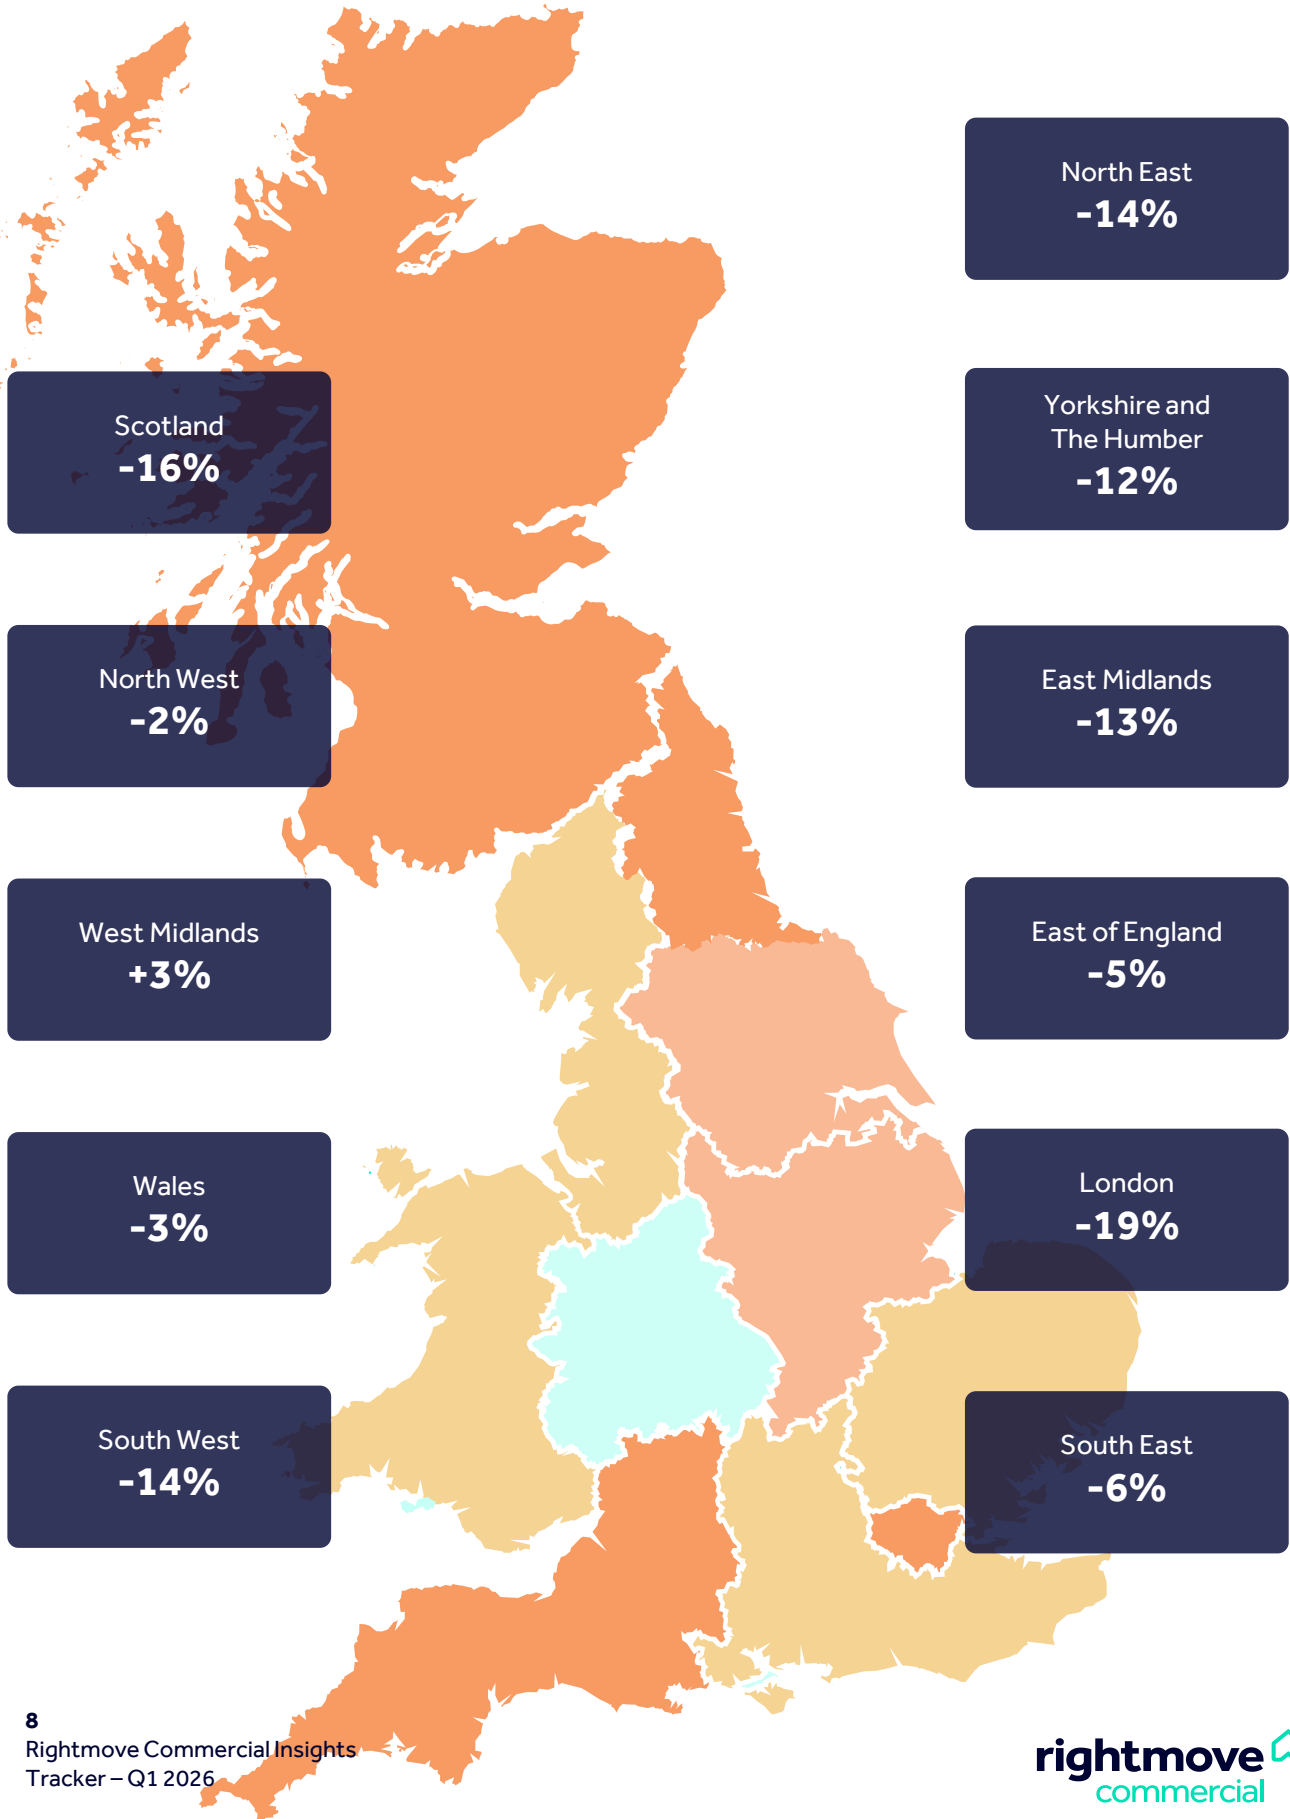 North East
-14%
Scotland
-16%
Yorkshire and
The Humber
-12%
North West
-2%
East Midlands
-13%
West Midlands
+3%
East of England
-5%
Wales
-3%
London
-19%
South West
-14%
South East
-6%
8
Rightmove Commercial Insights
Tracker – Q1 2026
rightmove
commercial